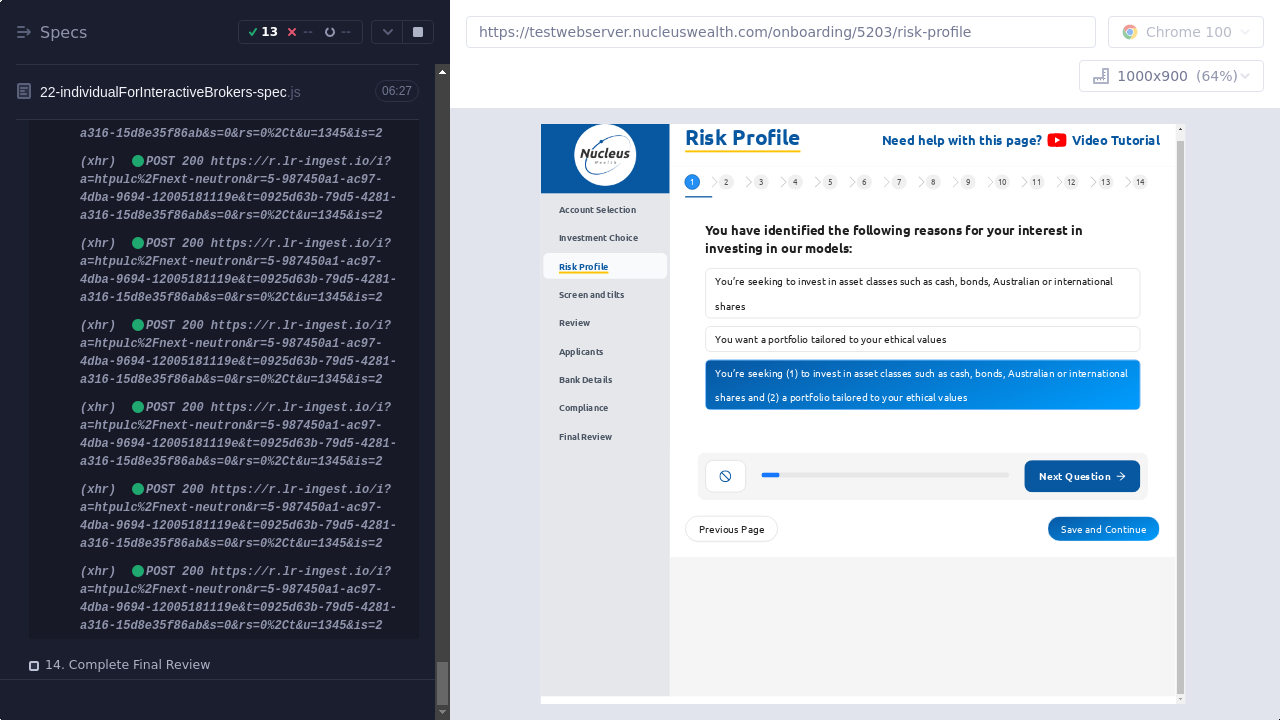 Specs
13
--
--
https://testwebserver.nucleuswealth.com/onboarding/5203/risk-profile
Chrome 100
1000x900 (64%)
22-individualForInteractiveBrokers-spec.js
06:27
a316-15d8e35f86ab&s=0&rs=0%2Ct&u=1345&is=2
(xhr) POST 200 https://r.lr-ingest.io/i?
a=htpulc%2Fnext-neutron&r=5-987450a1-ac97-
4dba-9694-12005181119e&t=0925d63b-79d5-4281-
a316-15d8e35f86ab&s=0&rs=0%2Ct&u=1345&is=2
(xhr) POST 200 https://r.lr-ingest.io/i?
a=htpulc%2Fnext-neutron&r=5-987450a1-ac97-
4dba-9694-12005181119e&t=0925d63b-79d5-4281-
a316-15d8e35f86ab&s=0&rs=0%2Ct&u=1345&is=2
(xhr) POST 200 https://r.lr-ingest.io/i?
a=htpulc%2Fnext-neutron&r=5-987450a1-ac97-
4dba-9694-12005181119e&t=0925d63b-79d5-4281-
a316-15d8e35f86ab&s=0&rs=0%2Ct&u=1345&is=2
(xhr) POST 200 https://r.lr-ingest.io/i?
a=htpulc%2Fnext-neutron&r=5-987450a1-ac97-
4dba-9694-12005181119e&t=0925d63b-79d5-4281-
a316-15d8e35f86ab&s=0&rs=0%2Ct&u=1345&is=2
(xhr) POST 200 https://r.lr-ingest.io/i?
a=htpulc%2Fnext-neutron&r=5-987450a1-ac97-
4dba-9694-12005181119e&t=0925d63b-79d5-4281-
a316-15d8e35f86ab&s=0&rs=0%2Ct&u=1345&is=2
(xhr) POST 200 https://r.lr-ingest.io/i?
a=htpulc%2Fnext-neutron&r=5-987450a1-ac97-
4dba-9694-12005181119e&t=0925d63b-79d5-4281-
a316-15d8e35f86ab&s=0&rs=0%2Ct&u=1345&is=2
14. Complete Final Review
Nucleus
Wealth
Account Selection
Investment Choice
Risk Profile
Screen and tilts
Review
Applicants
Bank Details
Compliance
Final Review
Risk Profile
Need help with this page? Video Tutorial
1 2 3 4 5 6 7 8 9 10 11 12 13 14
You have identified the following reasons for your interest in
investing in our models:
You're seeking to invest in asset classes such as cash, bonds, Australian or international
shares
You want a portfolio tailored to your ethical values
You're seeking (1) to invest in asset classes such as cash, bonds, Australian or international
shares and (2) a portfolio tailored to your ethical values
Next Question
Previous Page
Save and Continue